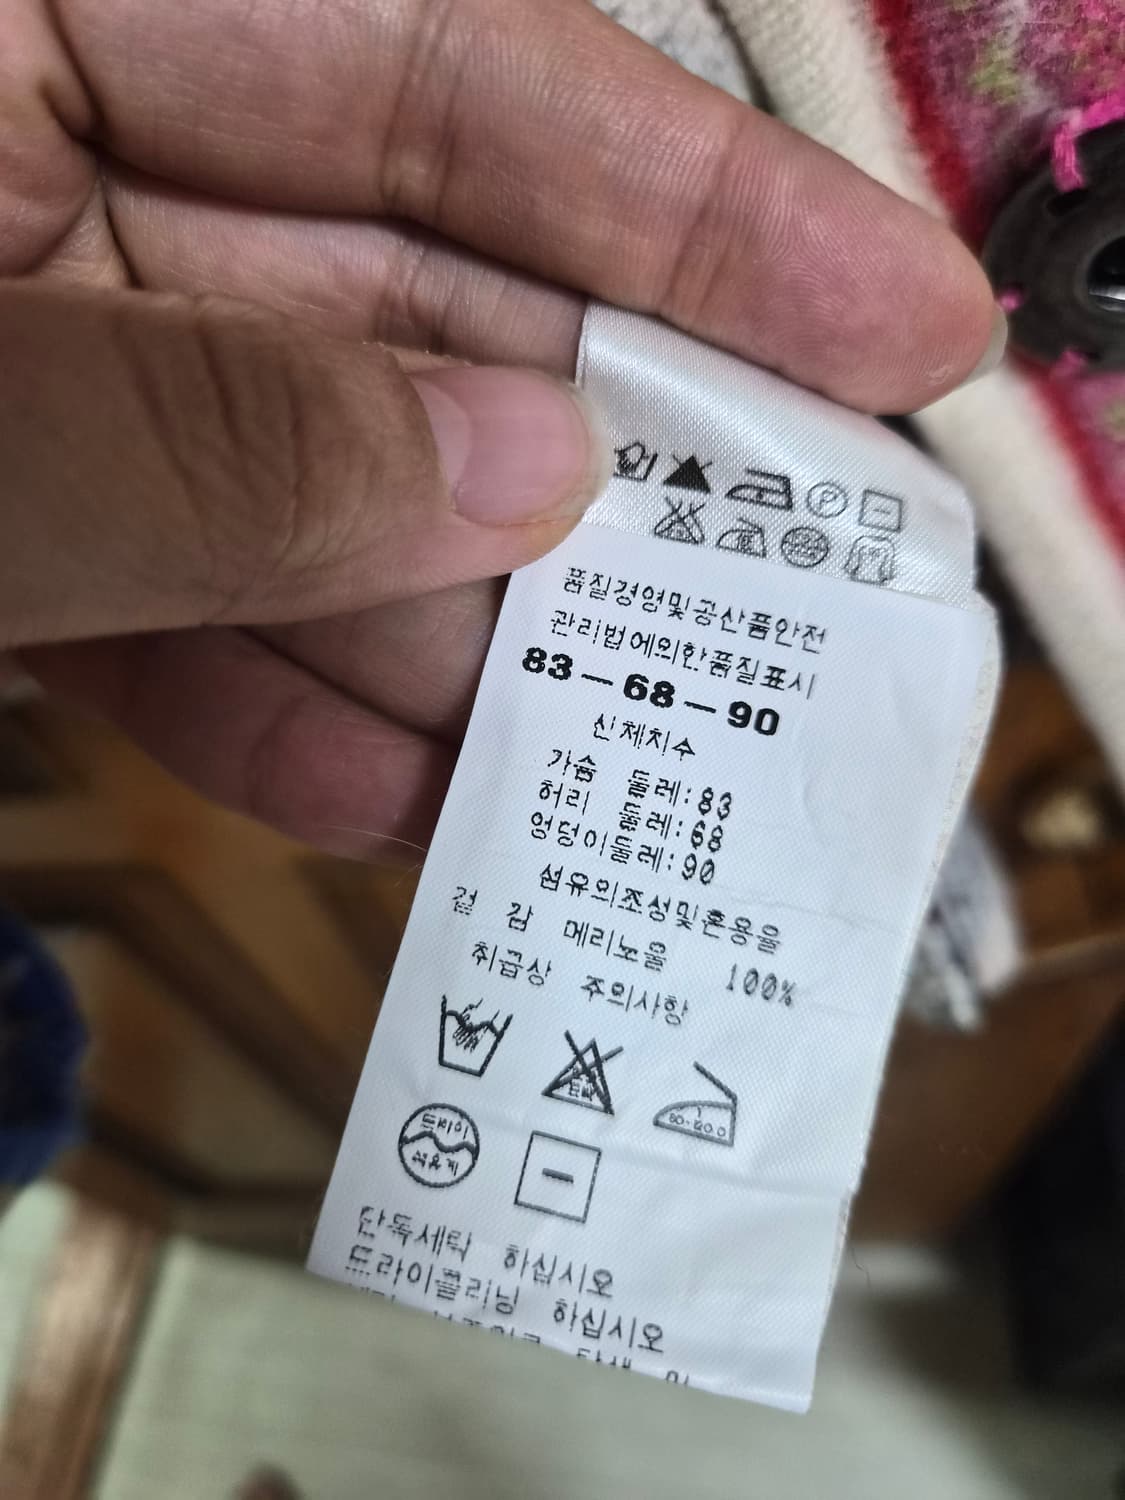 P
품질경영및공산품안전
관리법에의한품질표시
83-68-90
신체치수
가슴 둘레:83
허리 둘레:68
엉덩이둘레:90
섬유의조성및혼용율
겉 감 메리노울 100%
취급상 주의사항
드라이
석유계
단독세탁 하십시오
드라이클리닝 하십시오